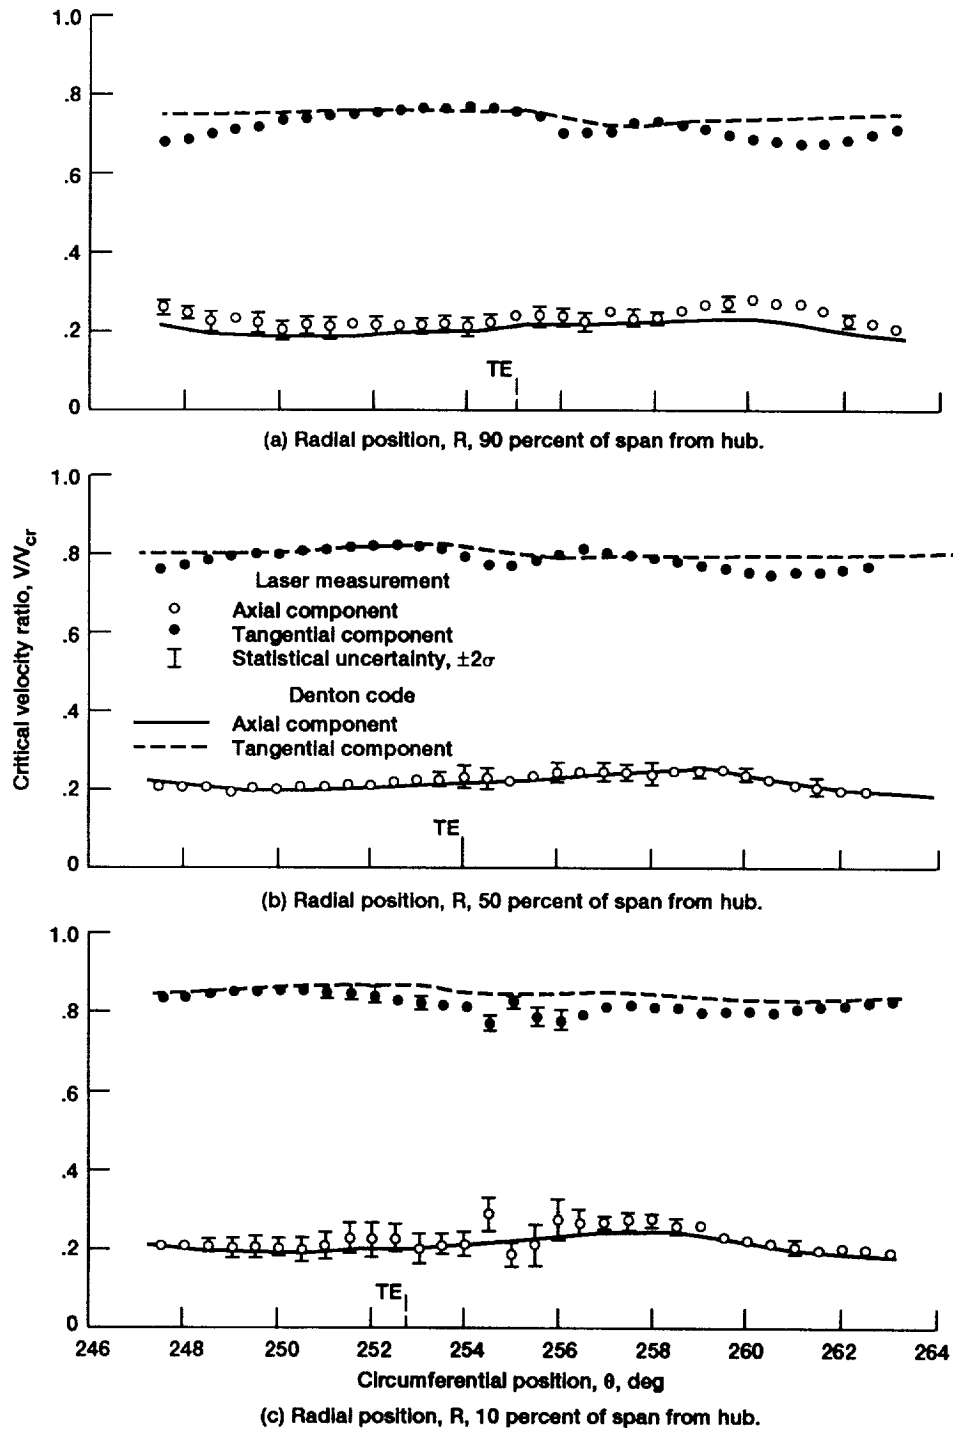 1.0
.8
.6
.4
.2
0
TE
(a) Radial position, R, 90 percent of span from hub.
Critical velocity ratio, V/Vcr
1.0
.8
.6
.4
.2
0
Laser measurement
Axial component
Tangential component
Statistical uncertainty, ±2σ
Denton code
Axial component
Tangential component
TE
(b) Radial position, R, 50 percent of span from hub.
1.0
.8
.6
.4
.2
0
TE
246 248 250 252 254 256 258 260 262 264
Circumferential position, θ, deg
(c) Radial position, R, 10 percent of span from hub.